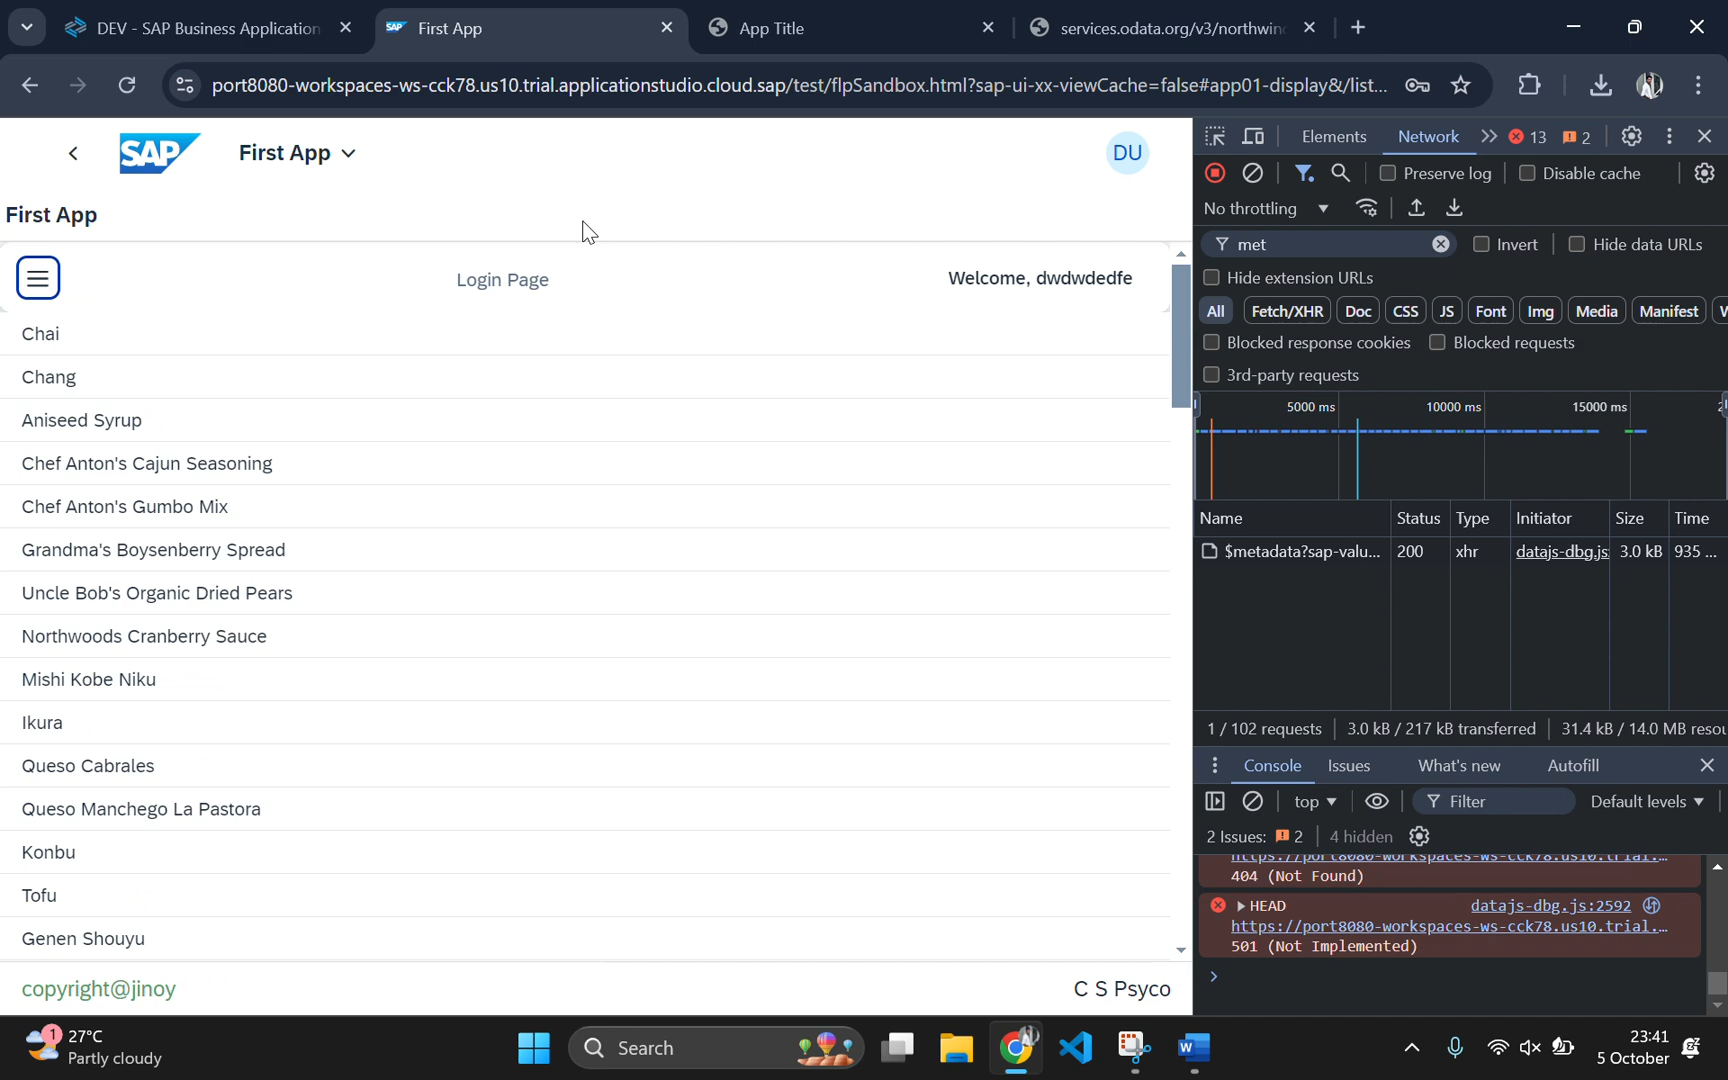 DEV - SAP Business Application
SAP First App
App Title
services.odata.org/v3/northwin
port8080-workspaces-ws-cck78.us10.trial.applicationstudio.cloud.sap/test/flpSandbox.html?sap-ui-xx-viewCache=false#app01-display&/list...
SAP
First App
DU
First App
Login Page
Welcome, dwdwdedfe
Chai
Chang
Aniseed Syrup
Chef Anton's Cajun Seasoning
Chef Anton's Gumbo Mix
Grandma's Boysenberry Spread
Uncle Bob's Organic Dried Pears
Northwoods Cranberry Sauce
Mishi Kobe Niku
Ikura
Queso Cabrales
Queso Manchego La Pastora
Konbu
Tofu
Genen Shouyu
copyright@jinoy
C S Psyco
Elements Network 13 2
Preserve log Disable cache
No throttling
met Invert Hide data URLs
Hide extension URLs
All Fetch/XHR Doc CSS JS Font Img Media Manifest W
Blocked response cookies Blocked requests
3rd-party requests
5000 ms 10000 ms 15000 ms 2
Name Status Type Initiator Size Time
$metadata?sap-valu... 200 xhr datajs-dbg.js: 3.0 kB 935 ...
1 / 102 requests 3.0 kB / 217 kB transferred 31.4 kB / 14.0 MB resou
Console Issues What's new Autofill
top Filter Default levels
2 Issues: 2 4 hidden
https://port8080-workspaces-ws-cck78.us10.trial.…
404 (Not Found)
HEAD datajs-dbg.js:2592
https://port8080-workspaces-ws-cck78.us10.trial.…
501 (Not Implemented)
1
27°C
Partly cloudy
Search
W
23:41
5 October